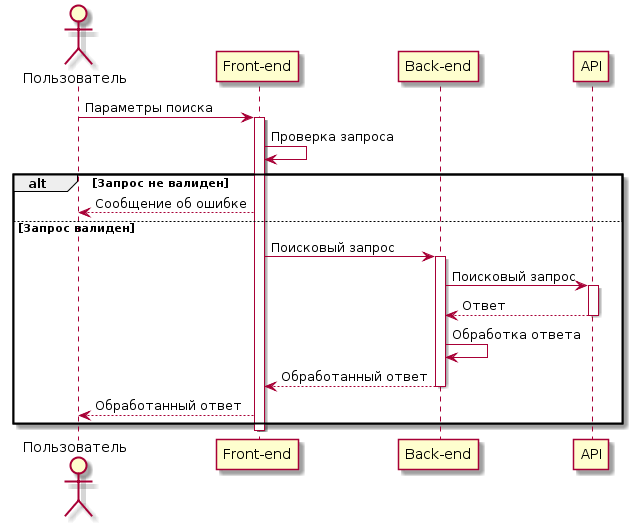 Пользователь
Front-end
Back-end
API
Параметры поиска
Проверка запроса
alt
[Запрос не валиден]
Сообщение об ошибке
[Запрос валиден]
Поисковый запрос
Поисковый запрос
Ответ
Обработка ответа
Обработанный ответ
Обработанный ответ
Пользователь
Front-end
Back-end
API